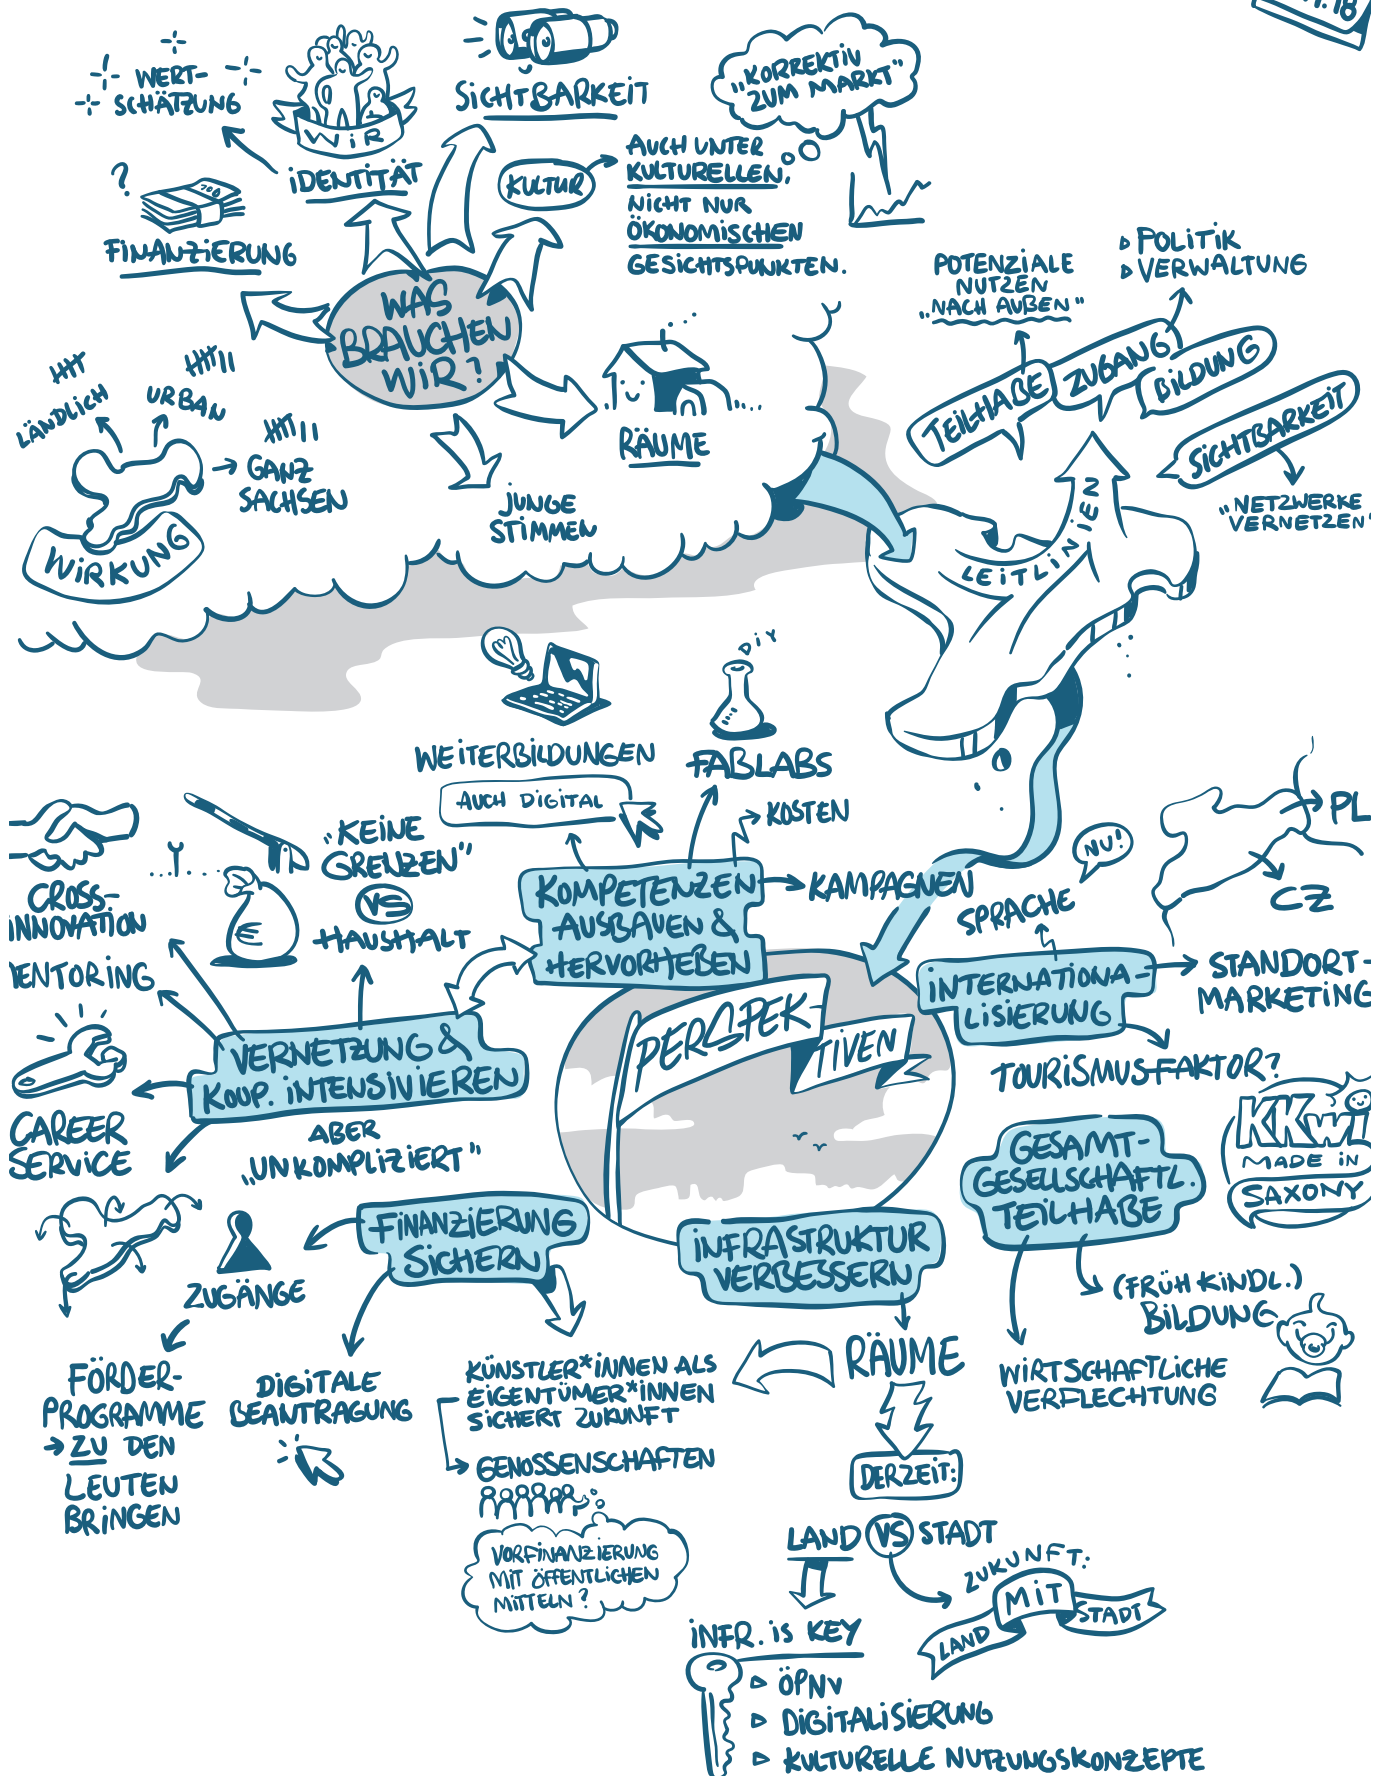 11.18
WERT-
SCHÄTZUNG
WIR
IDENTITÄT
SICHTBARKEIT
„KORREKTIV
ZUM MARKT"
?
100
FINANZIERUNG
KULTUR
AUCH UNTER
KULTURELLEN,
NICHT NUR
ÖKONOMISCHEN
GESICHTSPUNKTEN.
WAS
BRAUCHEN
WIR?
RÄUME
JUNGE
STIMMEN
LÄNDLICH
URBAN
GANZ
SACHSEN
WIRKUNG
POTENZIALE
NUTZEN
„NACH AUßEN"
POLITIK
VERWALTUNG
TEILHABE
ZUGANG
BILDUNG
SICHTBARKEIT
„NETZWERKE
VERNETZEN"
LEITLINIEN
DIY
WEITERBILDUNGEN
AUCH DIGITAL
FABLABS
KOSTEN
KOMPETENZEN
AUSBAUEN &
HERVORHEBEN
KAMPAGNEN
CROSS-
INNOVATION
€
„KEINE
GRENZEN"
VS
HAUSHALT
ENTORING
VERNETZUNG &
KOOP. INTENSIVIEREN
ABER
„UNKOMPLIZIERT"
CAREER
SERVICE
PERSPEK-
TIVEN
NU!
SPRACHE
PL
CZ
INTERNATIONA-
LISIERUNG
STANDORT-
MARKETING
TOURISMUSFAKTOR?
KKWI
MADE IN
SAXONY
GESAMT-
GESELLSCHAFTL.
TEILHABE
(FRÜHKINDL.)
BILDUNG
WIRTSCHAFTLICHE
VERFLECHTUNG
FINANZIERUNG
SICHERN
ZUGÄNGE
FÖRDER-
PROGRAMME
→ ZU DEN
LEUTEN
BRINGEN
DIGITALE
BEANTRAGUNG
KÜNSTLER*INNEN ALS
EIGENTÜMER*INNEN
SICHERT ZUKUNFT
GENOSSENSCHAFTEN
VORFINANZIERUNG
MIT ÖFFENTLICHEN
MITTELN?
INFRASTRUKTUR
VERBESSERN
RÄUME
DERZEIT:
LAND VS STADT
ZUKUNFT:
LAND MIT STADT
INFR. IS KEY
ÖPNV
DIGITALISIERUNG
KULTURELLE NUTZUNGSKONZEPTE